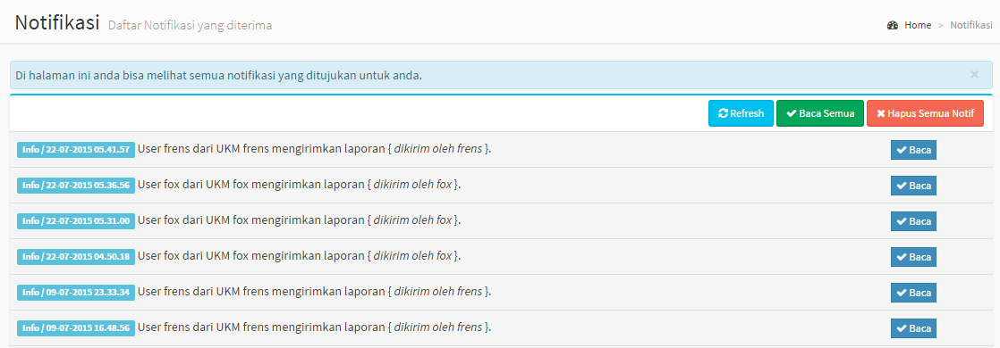 Notifikasi Daftar Notifikasi yang diterima Home > Notifikasi
Di halaman ini anda bisa melihat semua notifikasi yang ditujukan untuk anda. ×
Refresh Baca Semua Hapus Semua Notif
Info / 22-07-2015 05.41.57 User frens dari UKM frens mengirimkan laporan { dikirim oleh frens }. Baca
Info / 22-07-2015 05.36.56 User fox dari UKM fox mengirimkan laporan { dikirim oleh fox }. Baca
Info / 22-07-2015 05.31.00 User fox dari UKM fox mengirimkan laporan { dikirim oleh fox }. Baca
Info / 22-07-2015 04.50.18 User fox dari UKM fox mengirimkan laporan { dikirim oleh fox }. Baca
Info / 09-07-2015 23.33.34 User frens dari UKM frens mengirimkan laporan { dikirim oleh frens }. Baca
Info / 09-07-2015 16.48.56 User frens dari UKM frens mengirimkan laporan { dikirim oleh frens }. Baca